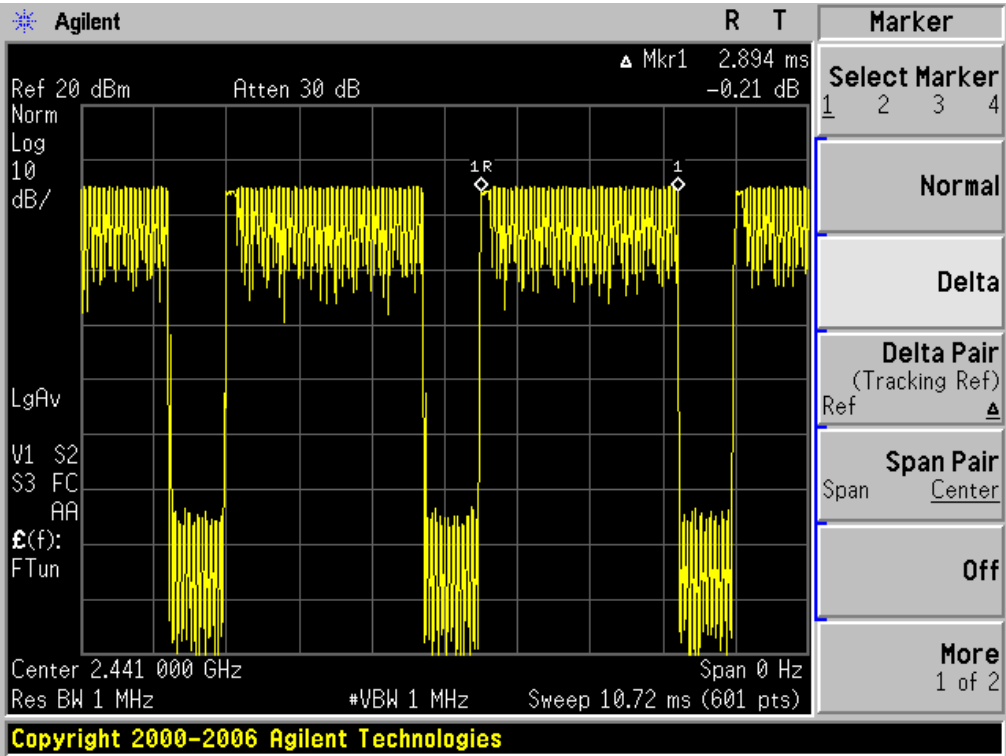 Agilent R T
Marker
Δ Mkr1 2.894 ms
Ref 20 dBm Atten 30 dB -0.21 dB
Norm
Log
10
dB/
1R
1
LgAv
V1 S2
S3 FC
AA
£(f):
FTun
Center 2.441 000 GHz Span 0 Hz
Res BW 1 MHz #VBW 1 MHz Sweep 10.72 ms (601 pts)
Select Marker
1 2 3 4
Normal
Delta
Delta Pair
(Tracking Ref)
Ref Δ
Span Pair
Span Center
Off
More
1 of 2
Copyright 2000-2006 Agilent Technologies